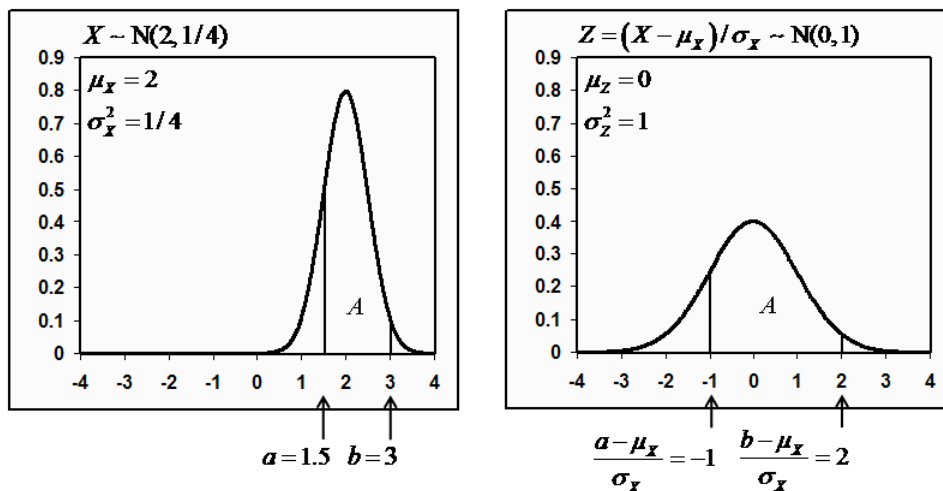 X ~ N(2,1/4)
μ_X = 2
σ_X^2 = 1/4
0.9
0.8
0.7
0.6
0.5
0.4
0.3
0.2
0.1
0
A
-4 -3 -2 -1 0 1 2 3 4
a = 1.5 b = 3
Z = (X − μ_X)/σ_X ~ N(0,1)
μ_Z = 0
σ_Z^2 = 1
0.9
0.8
0.7
0.6
0.5
0.4
0.3
0.2
0.1
0
A
-4 -3 -2 -1 0 1 2 3 4
(a − μ_X)/σ_X = −1 (b − μ_X)/σ_X = 2